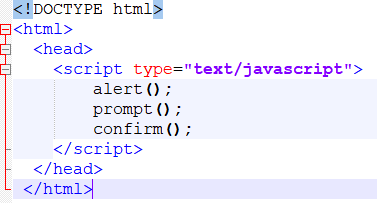 <!DOCTYPE html>
<html>
<head>
<script type="text/javascript">
alert();
prompt();
confirm();
</script>
</head>
</html>